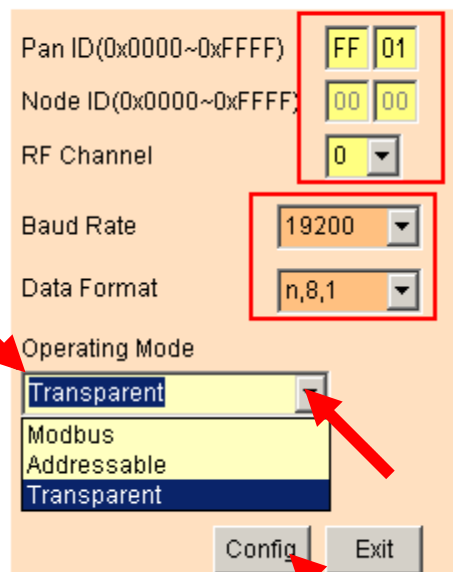 Pan ID(0x0000~0xFFFF) FF 01
Node ID(0x0000~0xFFFF) 00 00
RF Channel 0
Baud Rate 19200
Data Format n,8,1
Operating Mode
Transparent
Modbus
Addressable
Transparent
Config Exit